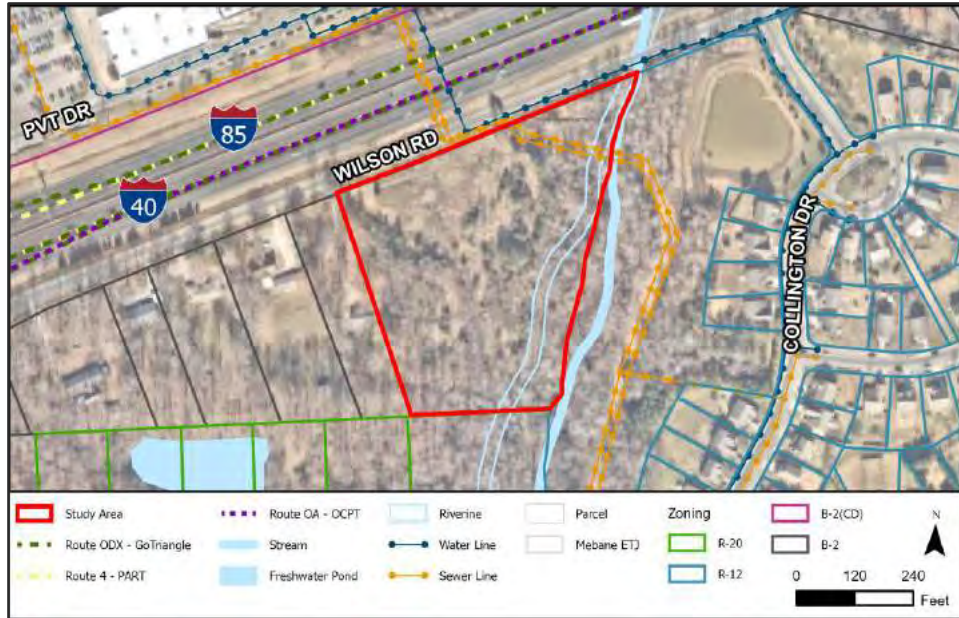 PVT DR
85
WILSON RD
40
COLLINGTON DR
Study Area
Route OA - OCPT
Riverine
Parcel
Zoning
B-2(CD)
N
Route ODX - GoTriangle
Stream
Water Line
Mebane ETJ
R-20
B-2
Route 4 - PART
Freshwater Pond
Sewer Line
R-12
0 120 240
Feet